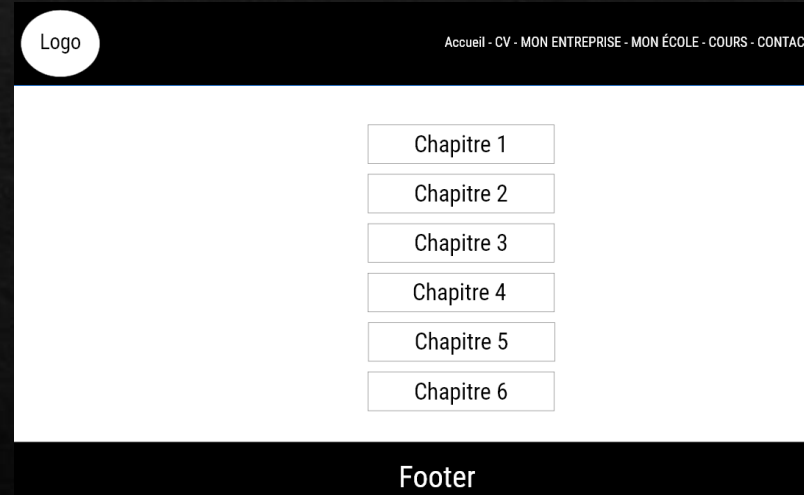 Logo
Accueil - CV - MON ENTREPRISE - MON ÉCOLE - COURS - CONTAC
Chapitre 1
Chapitre 2
Chapitre 3
Chapitre 4
Chapitre 5
Chapitre 6
Footer